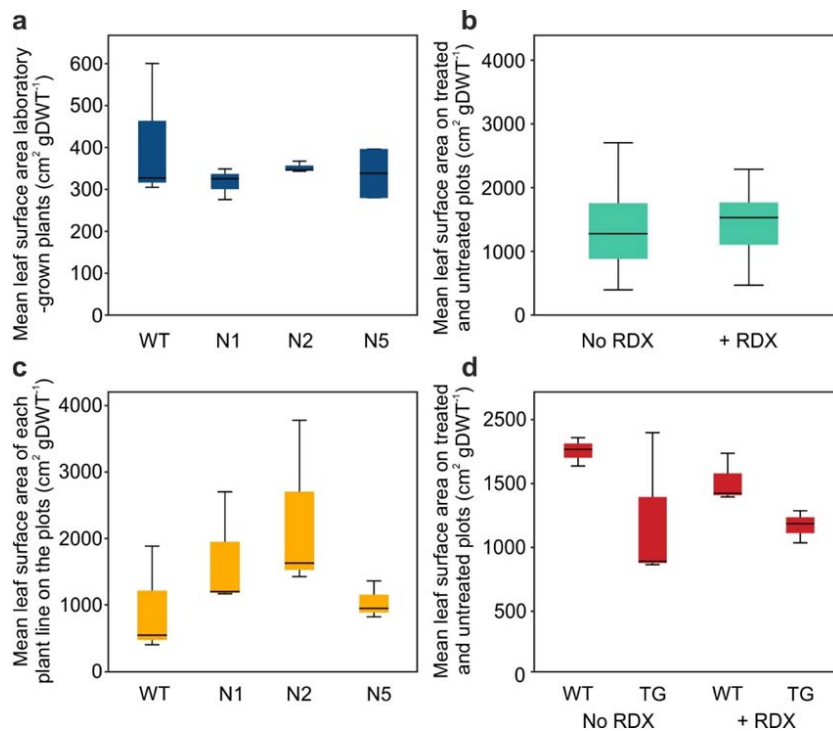 a
Mean leaf surface area laboratory
-grown plants (cm² gDWT⁻¹)
600
500
400
300
200
100
0
WT N1 N2 N5
b
Mean leaf surface area on treated
and untreated plots (cm² gDWT⁻¹)
4000
3000
2000
1000
0
No RDX + RDX
c
Mean leaf surface area of each
plant line on the plots (cm² gDWT⁻¹)
4000
3000
2000
1000
0
WT N1 N2 N5
d
Mean leaf surface area on treated
and untreated plots (cm² gDWT⁻¹)
2500
1500
1000
500
0
WT TG WT TG
No RDX + RDX